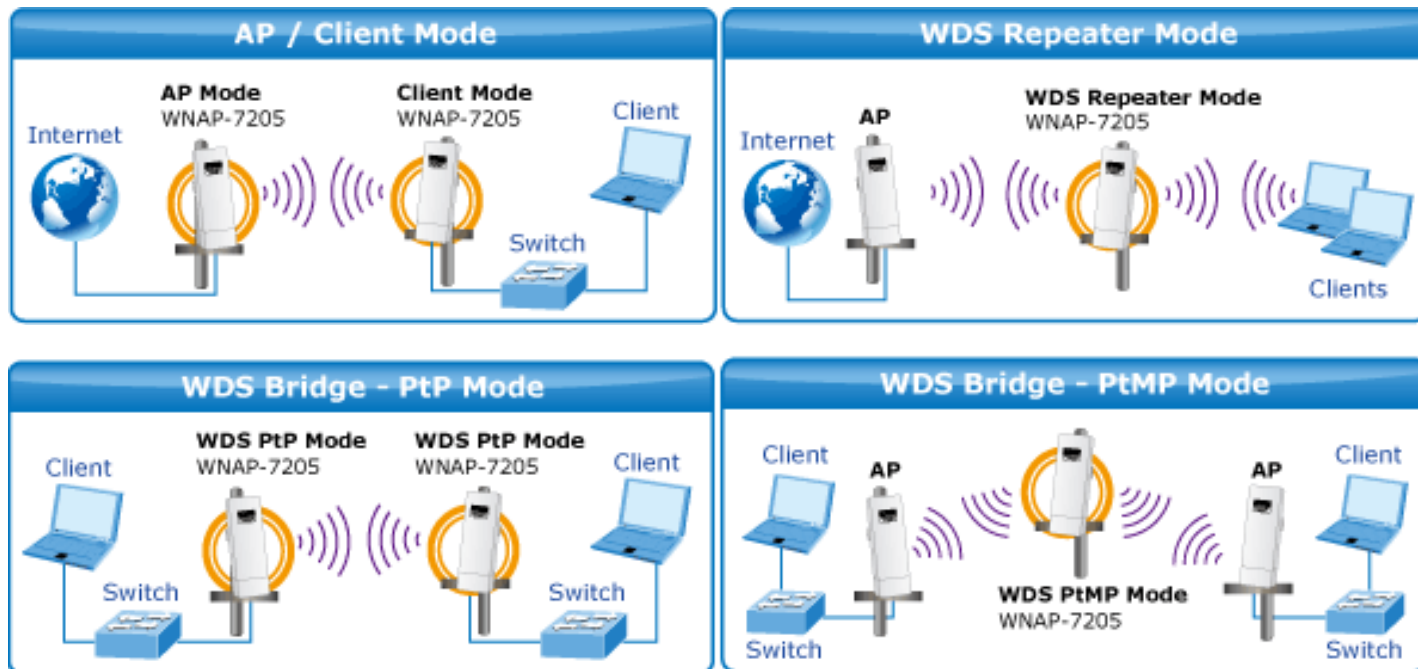 AP / Client Mode
AP Mode
WNAP-7205
Client Mode
WNAP-7205
Client
Internet
Switch
WDS Repeater Mode
WDS Repeater Mode
WNAP-7205
AP
Internet
Clients
WDS Bridge - PtP Mode
WDS PtP Mode
WNAP-7205
WDS PtP Mode
WNAP-7205
Client
Client
Switch
Switch
WDS Bridge - PtMP Mode
Client
AP
AP
Client
WDS PtMP Mode
WNAP-7205
Switch
Switch